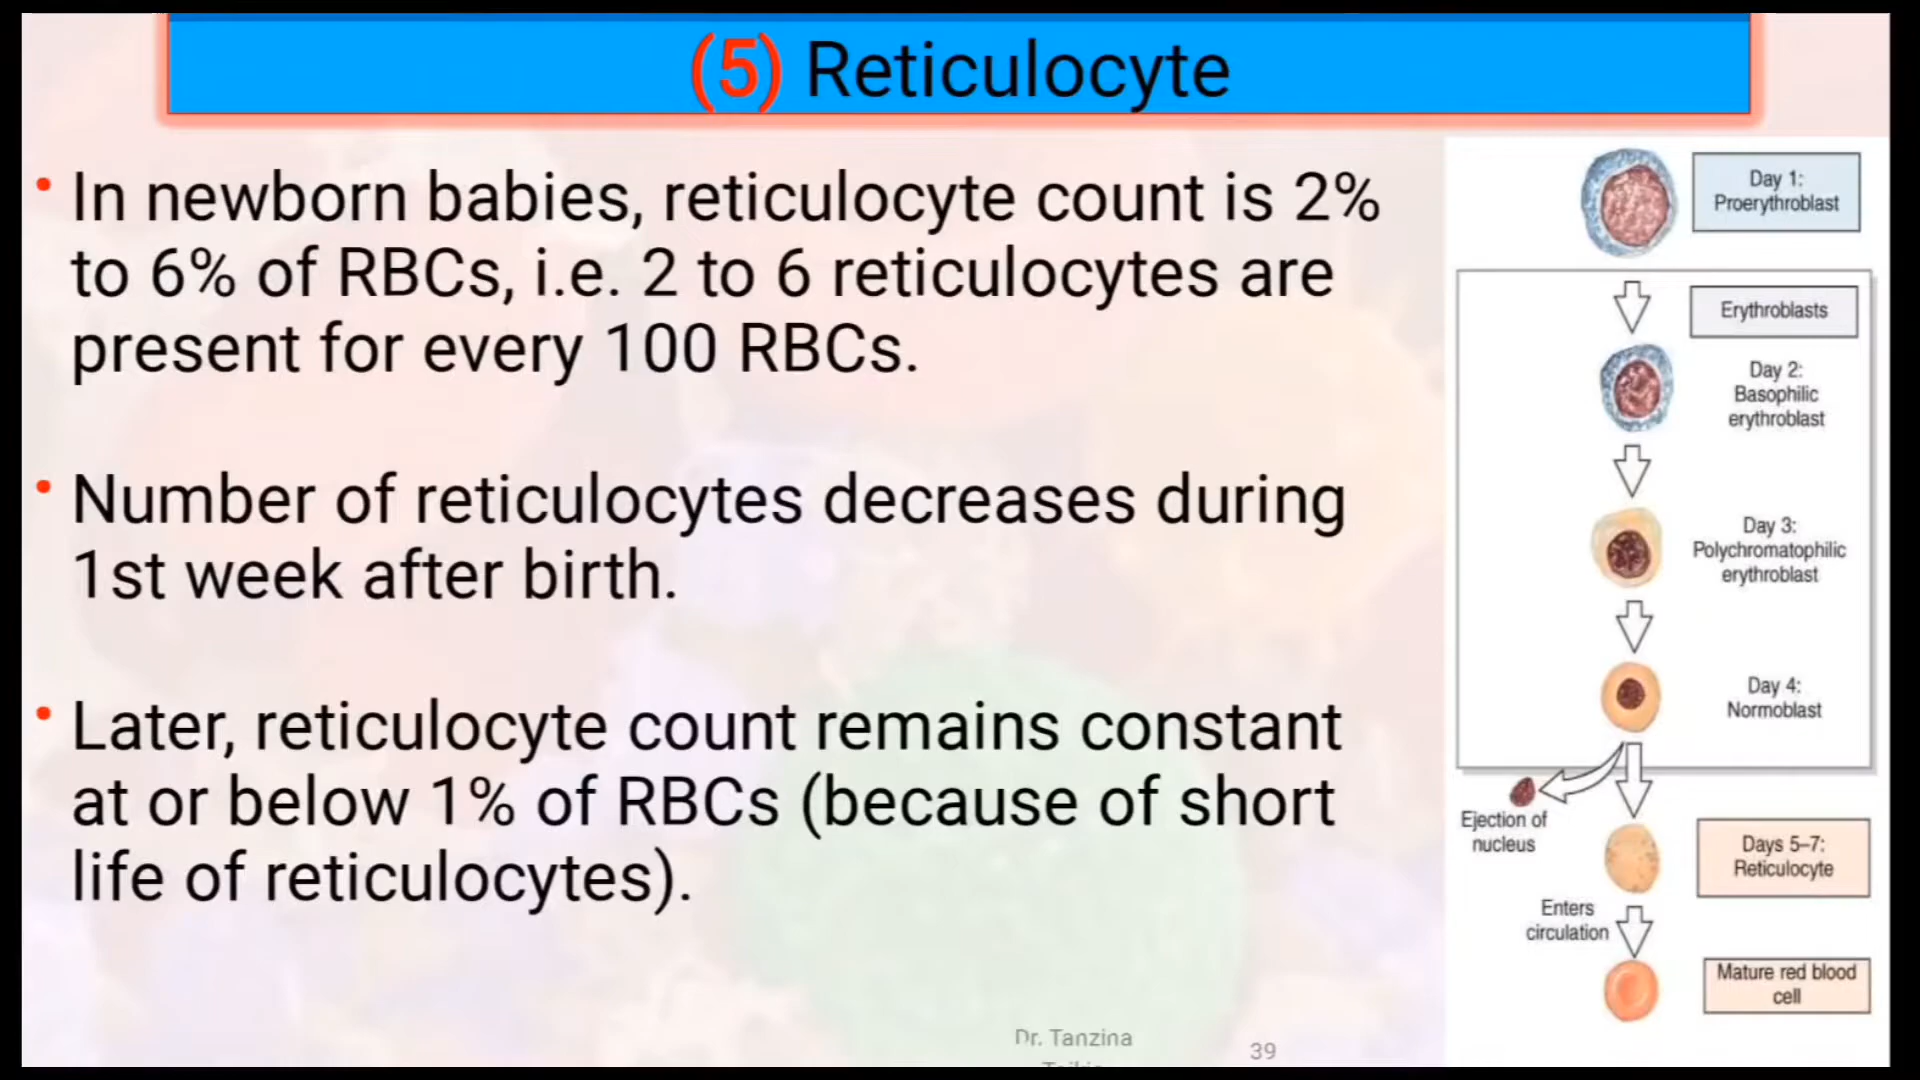 (5) Reticulocyte
• In newborn babies, reticulocyte count is 2%
to 6% of RBCs, i.e. 2 to 6 reticulocytes are
present for every 100 RBCs.
• Number of reticulocytes decreases during
1st week after birth.
• Later, reticulocyte count remains constant
at or below 1% of RBCs (because of short
life of reticulocytes).
Day 1:
Proerythroblast
Erythroblasts
Day 2:
Basophilic
erythroblast
Day 3:
Polychromatophilic
erythroblast
Day 4:
Normoblast
Ejection of
nucleus
Days 5–7:
Reticulocyte
Enters
circulation
Mature red blood
cell
Dr. Tanzina
39